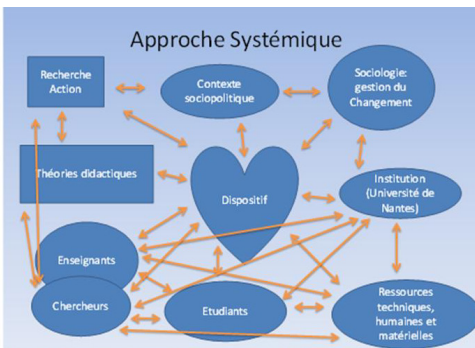 Approche Systémique
Recherche
Action
Contexte
sociopolitique
Sociologie:
gestion du
Changement
Théories didactiques
Dispositif
Institution
(Université de
Nantes)
Enseignants
Chercheurs
Etudiants
Ressources
techniques,
humaines et
matérielles